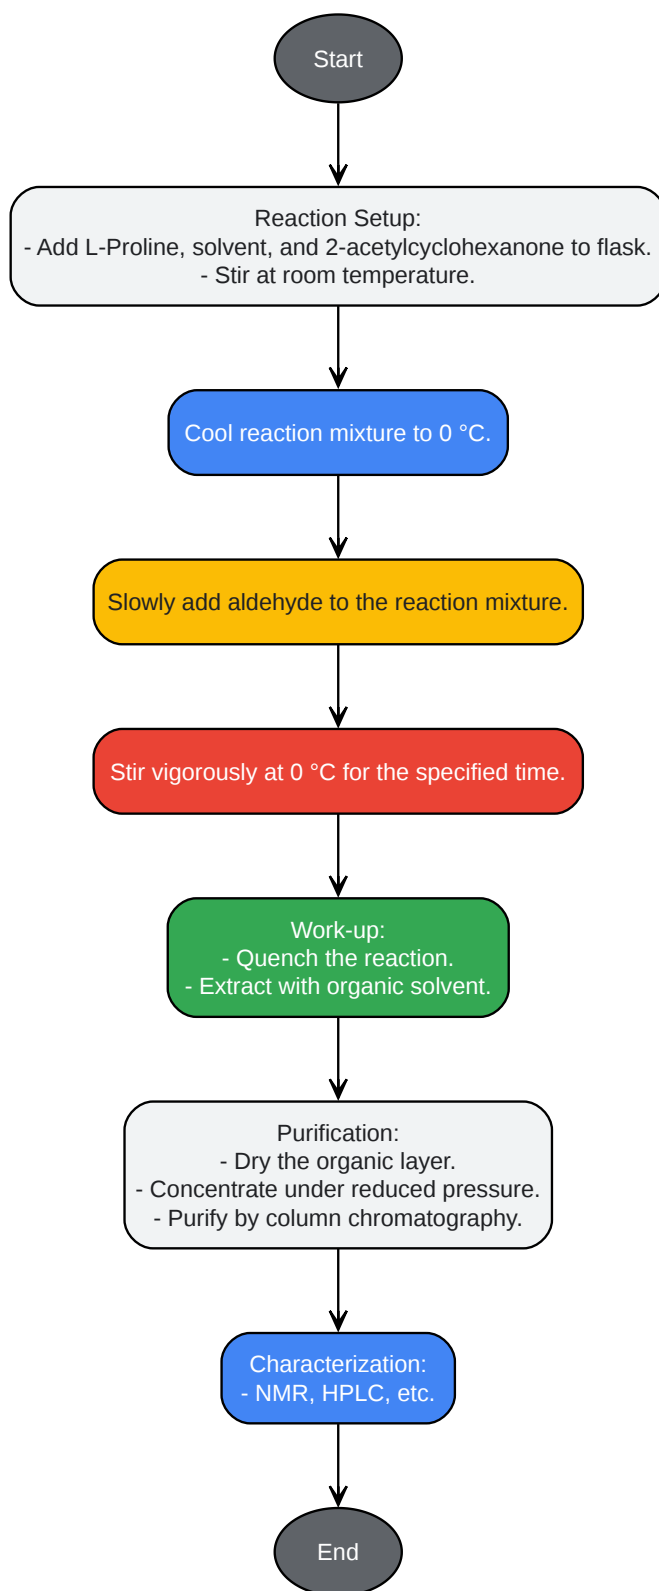 Start
Reaction Setup:
- Add L-Proline, solvent, and 2-acetylcyclohexanone to flask.
- Stir at room temperature.
Cool reaction mixture to 0 °C.
Slowly add aldehyde to the reaction mixture.
Stir vigorously at 0 °C for the specified time.
Work-up:
- Quench the reaction.
- Extract with organic solvent.
Purification:
- Dry the organic layer.
- Concentrate under reduced pressure.
- Purify by column chromatography.
Characterization:
- NMR, HPLC, etc.
End